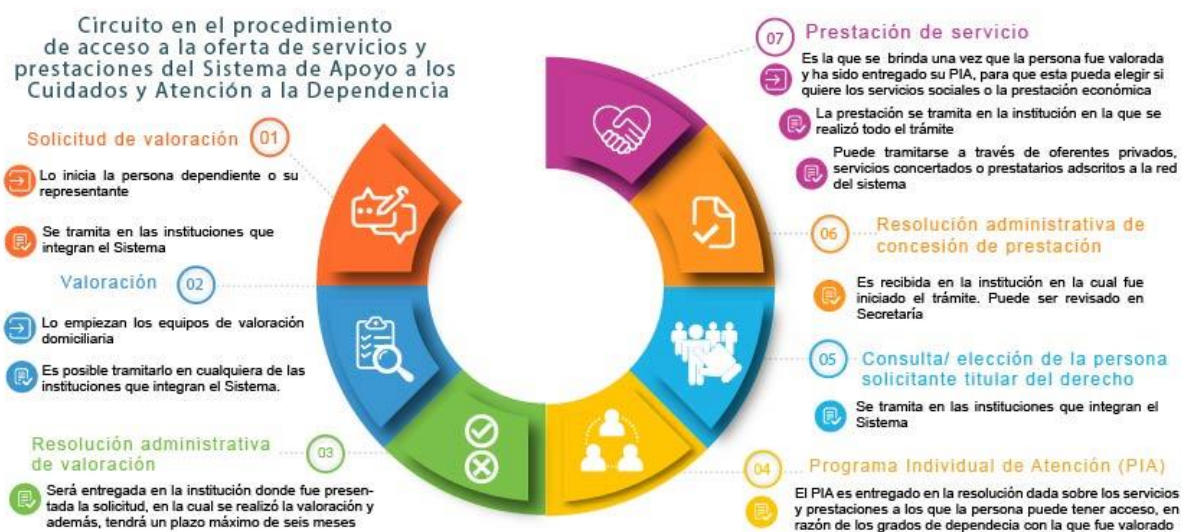 Circuito en el procedimiento
de acceso a la oferta de servicios y
prestaciones del Sistema de Apoyo a los
Cuidados y Atención a la Dependencia
Solicitud de valoración 01
Lo inicia la persona dependiente o su
representante
Se tramita en las instituciones que
integran el Sistema
Valoración 02
Lo empiezan los equipos de valoración
domiciliaria
Es posible tramitarlo en cualquiera de las
instituciones que integran el Sistema.
Resolución administrativa
de valoración
03
Será entregada en la institución donde fue presen-
tada la solicitud, en la cual se realizó la valoración y
además, tendrá un plazo máximo de seis meses
04 Programa Individual de Atención (PIA)
El PIA es entregado en la resolución dada sobre los servicios
y prestaciones a los que la persona puede tener acceso, en
razón de los grados de dependecia con la que fue valorado
05 Consulta/ elección de la persona
solicitante titular del derecho
Se tramita en las instituciones que integran el
Sistema
06 Resolución administrativa de
concesión de prestación
Es recibida en la institución en la cual fue
iniciado el trámite. Puede ser revisado en
Secretaría
07 Prestación de servicio
Es la que se brinda una vez que la persona fue valorada
y ha sido entregado su PIA, para que esta pueda elegir si
quiere los servicios sociales o la prestación económica
La prestación se tramita en la institución en la que se
realizó todo el trámite
Puede tramitarse a través de oferentes privados,
servicios concertados o prestatarios adscritos a la red
del sistema